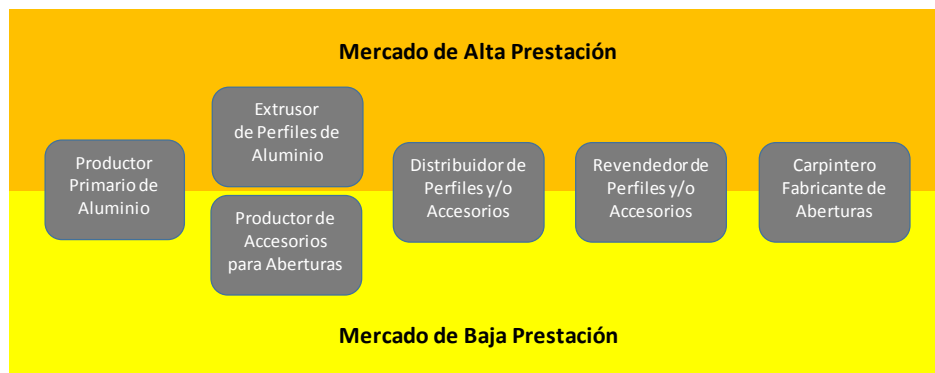 Mercado de Alta Prestación
Productor
Primario de
Aluminio
Extrusor
de Perfiles de
Aluminio
Productor de
Accesorios
para Aberturas
Distribuidor de
Perfiles y/o
Accesorios
Revendedor de
Perfiles y/o
Accesorios
Carpintero
Fabricante de
Aberturas
Mercado de Baja Prestación